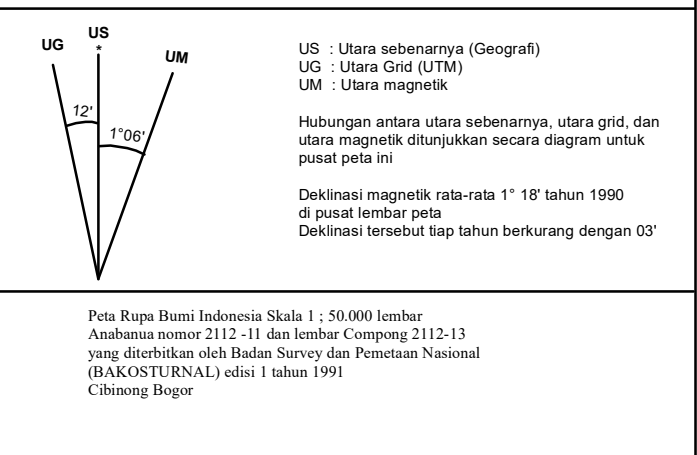 US
UG * UM
12'
1°06'
US : Utara sebenarnya (Geografi)
UG : Utara Grid (UTM)
UM : Utara magnetik
Hubungan antara utara sebenarnya, utara grid, dan
utara magnetik ditunjukkan secara diagram untuk
pusat peta ini
Deklinasi magnetik rata-rata 1° 18' tahun 1990
di pusat lembar peta
Deklinasi tersebut tiap tahun berkurang dengan 03'
Peta Rupa Bumi Indonesia Skala 1 ; 50.000 lembar
Anabanua nomor 2112 -11 dan lembar Compong 2112-13
yang diterbitkan oleh Badan Survey dan Pemetaan Nasional
(BAKOSTURNAL) edisi 1 tahun 1991
Cibinong Bogor